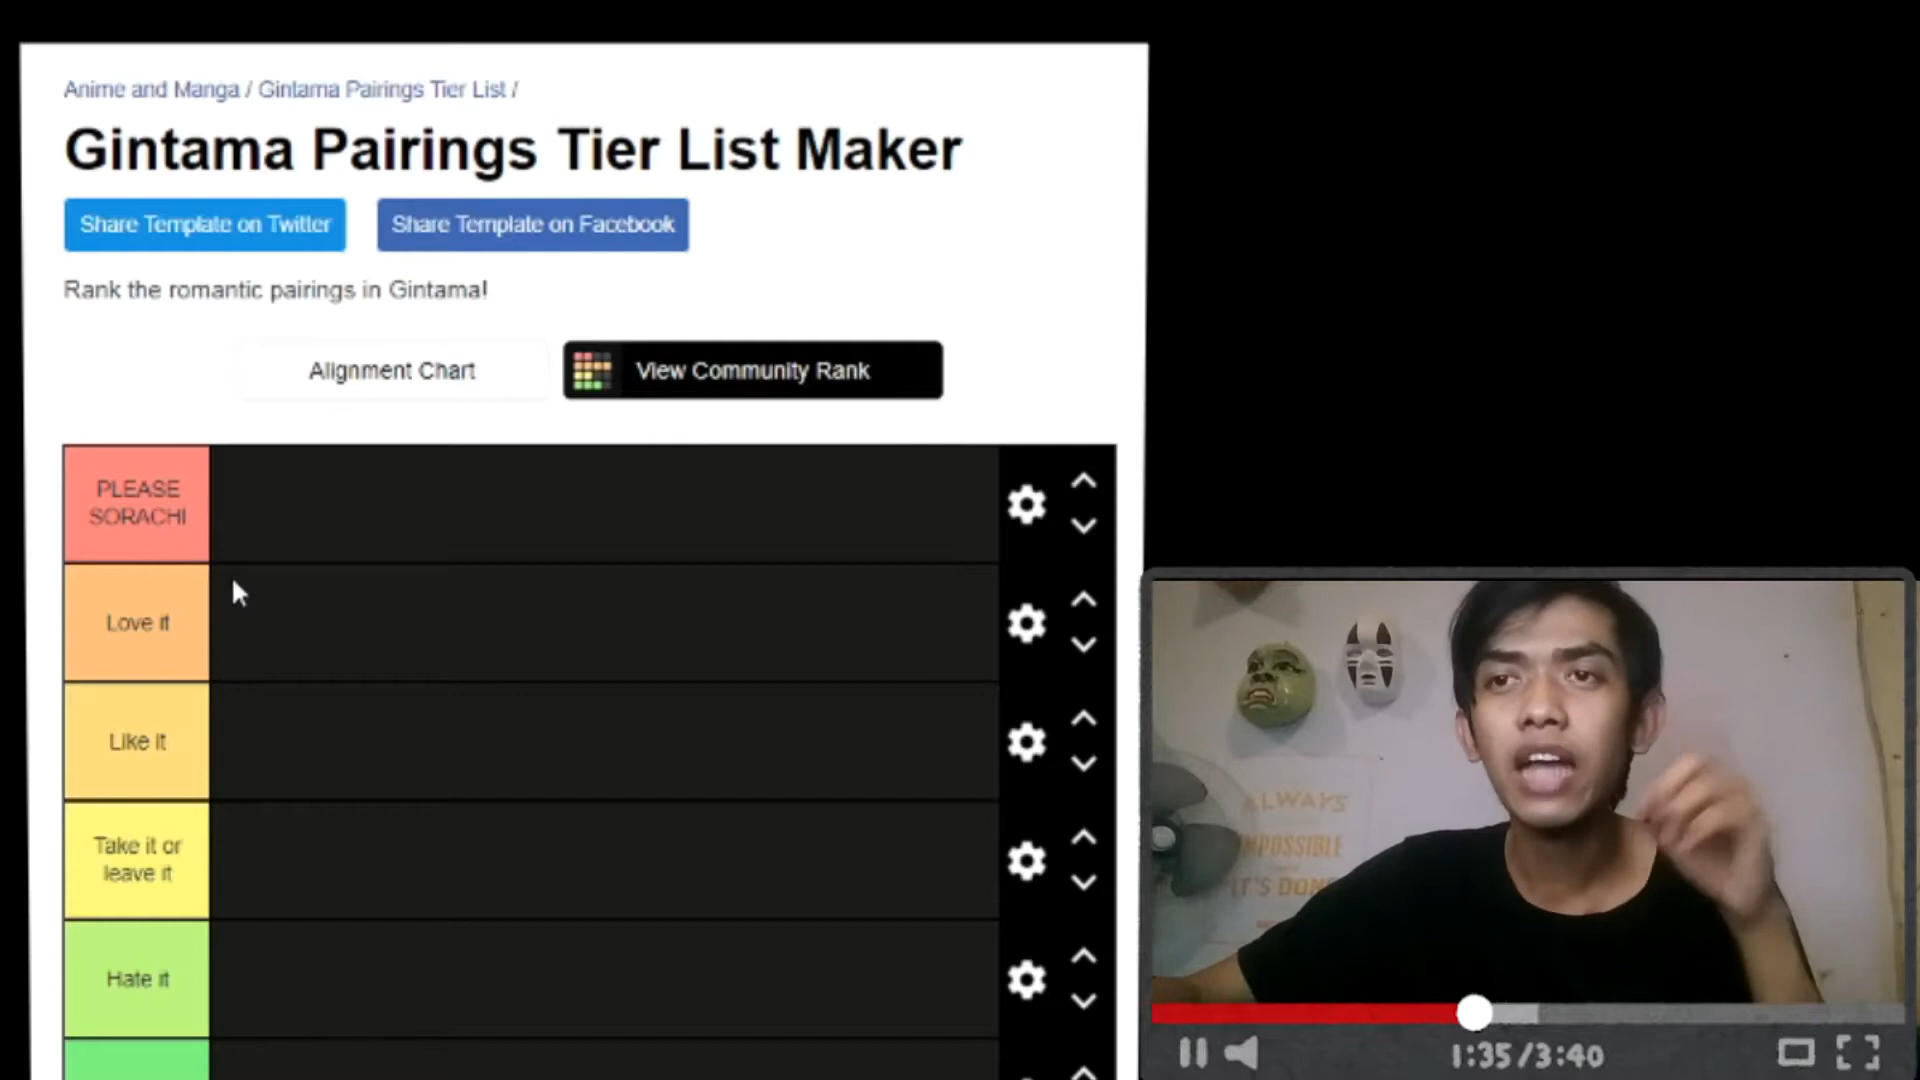 Anime and Manga / Gintama Pairings Tier List /
Gintama Pairings Tier List Maker
Share Template on Twitter
Share Template on Facebook
Rank the romantic pairings in Gintama!
Alignment Chart
View Community Rank
PLEASE
SORACHI
Love it
Like it
Take it or
leave it
Hate it
ALWAYS
IMPOSSIBLE
IT'S DONE
1:35/3:40